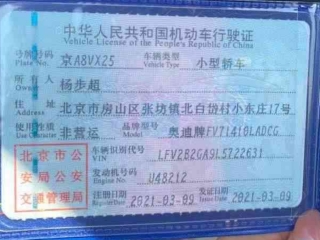 中华人民共和国机动车行驶证
Vehicle License of the People's Republic of China
号牌号码 京A8VX25 车辆类型 小型轿车
Plate No. Vehicle Type
所有人 杨步超
Owner
住址 北京市房山区张坊镇北白岱村小东庄17号
Address
使用性质 非营运 品牌型号 奥迪牌FV71410LADCG
Use Character Model
北京市公 车辆识别代号 LFV2B2GA9L5722631
VIN
安局公安 发动机号码 U48212
Engine No.
交通管理局 注册日期 2021-03-09 发证日期 2021-03-09
Register Date Issue Date